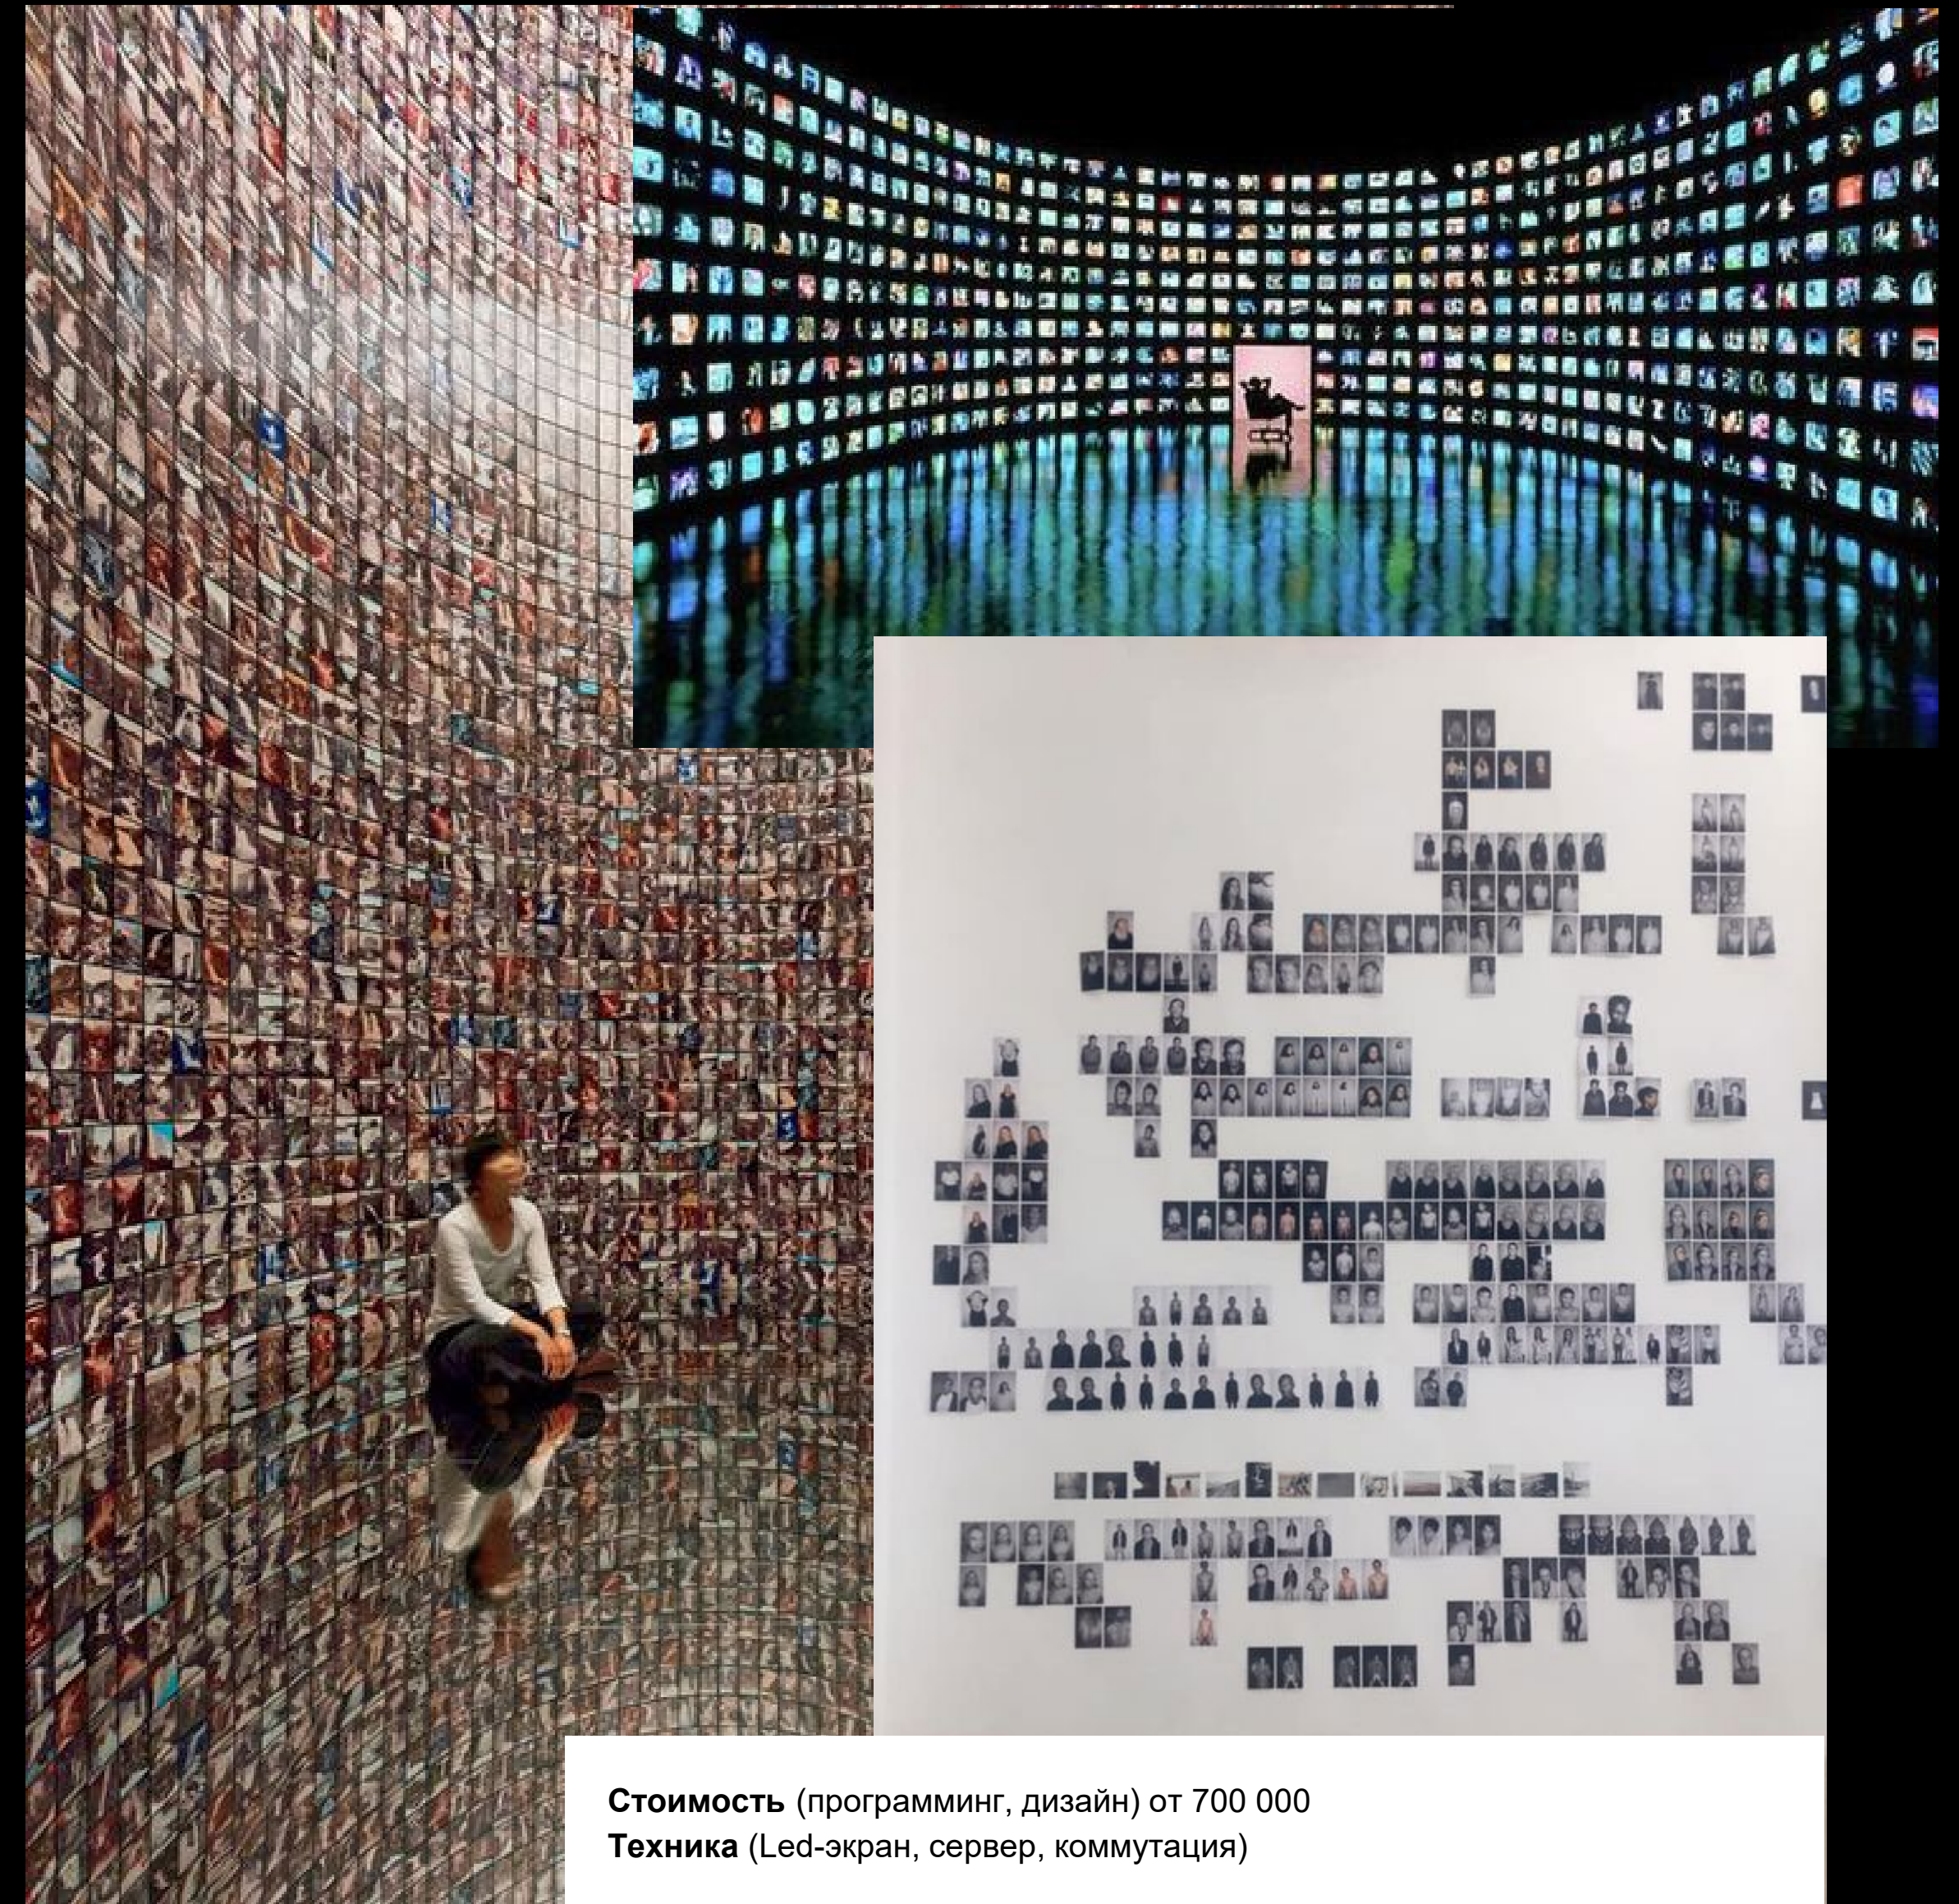 Стоимость (программинг, дизайн) от 700 000
Техника (Led-экран, сервер, коммутация)